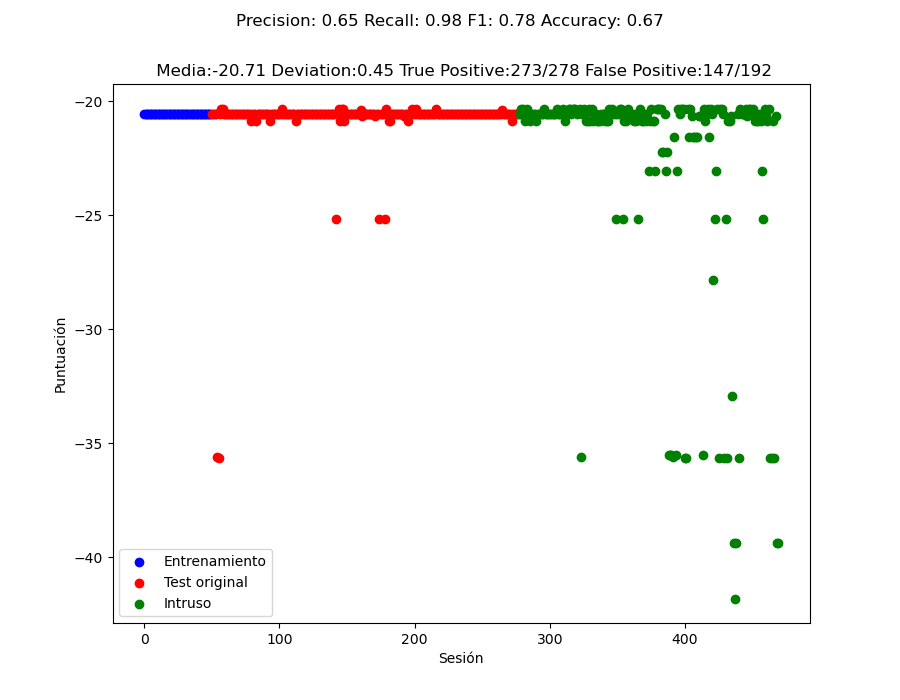 Precision: 0.65 Recall: 0.98 F1: 0.78 Accuracy: 0.67
Media:-20.71 Deviation:0.45 True Positive:273/278 False Positive:147/192
−20
−25
−30
−35
−40
Puntuación
Entrenamiento
Test original
Intruso
0 100 200 300 400
Sesión